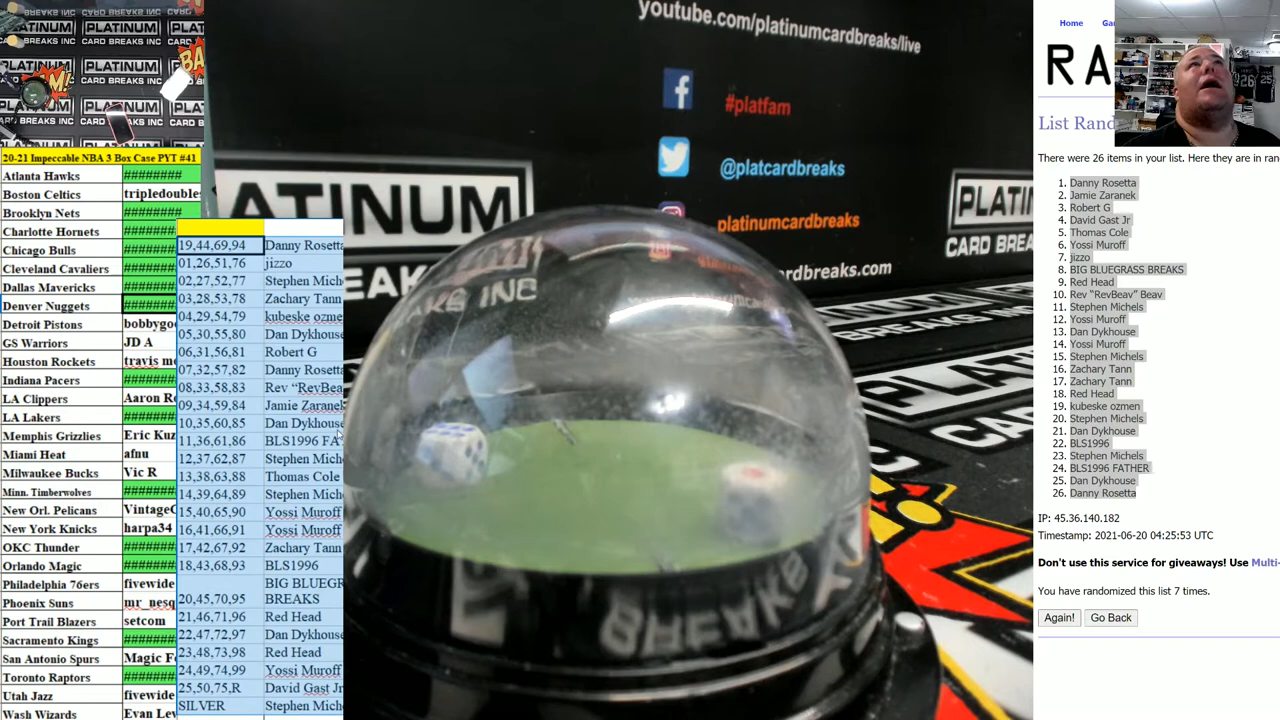 PLATINUM PLATINUM
CARD BREAKS INC CARD BREAKS INC
20-21 Impeccable NBA 3 Box Case PYT #41
Atlanta Hawks ########
Boston Celtics tripledoubles
Brooklyn Nets ########
Charlotte Hornets ########
Chicago Bulls
Cleveland Cavaliers
Dallas Mavericks
Denver Nuggets
Detroit Pistons
GS Warriors JD A
Houston Rockets
Indiana Pacers
LA Clippers
LA Lakers
Memphis Grizzlies
Miami Heat afnu
Milwaukee Bucks Vic R
Minn. Timberwolves
New Orl. Pelicans
New York Knicks harpa34
OKC Thunder
Orlando Magic
Philadelphia 76ers fivewide
Phoenix Suns
Port Trail Blazers setcom
Sacramento Kings
San Antonio Spurs
Toronto Raptors
Utah Jazz fivewide
Wash Wizards
19,44,69,94 Danny Rosetta
01,26,51,76 jizzo
02,27,52,77 Stephen Mich
03,28,53,78 Zachary Tann
04,29,54,79 kubeske ozme
05,30,55,80 Dan Dykhouse
06,31,56,81 Robert G
07,32,57,82 Danny Rosetta
08,33,58,83 Rev “RevBea
09,34,59,84 Jamie Zaranek
10,35,60,85 Dan Dykhouse
11,36,61,86 BLS1996 FA
12,37,62,87 Stephen Mich
13,38,63,88 Thomas Cole
14,39,64,89 Stephen Mich
15,40,65,90 Yossi Muroff
16,41,66,91 Yossi Muroff
17,42,67,92 Zachary Tann
18,43,68,93 BLS1996
20,45,70,95 BIG BLUEGR
BREAKS
21,46,71,96 Red Head
22,47,72,97 Dan Dykhouse
23,48,73,98 Red Head
24,49,74,99 Yossi Muroff
25,50,75,R David Gast Jr
SILVER Stephen Mich
youtube.com/platinumcardbreaks/live
#platfam
@platcardbreaks
platinumcardbreaks
ATINUM
PLATIN
CARD BREAK
Home
RA
List Rand
There were 26 items in your list. Here they are in ran
1. Danny Rosetta
2. Jamie Zaranek
3. Robert G
4. David Gast Jr
5. Thomas Cole
6. Yossi Muroff
7. jizzo
8. BIG BLUEGRASS BREAKS
9. Red Head
10. Rev “RevBeav” Beav
11. Stephen Michels
12. Yossi Muroff
13. Dan Dykhouse
14. Yossi Muroff
15. Stephen Michels
16. Zachary Tann
17. Zachary Tann
18. Red Head
19. kubeske ozmen
20. Stephen Michels
21. Dan Dykhouse
22. BLS1996
23. Stephen Michels
24. BLS1996 FATHER
25. Dan Dykhouse
26. Danny Rosetta
IP: 45.36.140.182
Timestamp: 2021-06-20 04:25:53 UTC
Don't use this service for giveaways! Use Multi-
You have randomized this list 7 times.
Again! Go Back